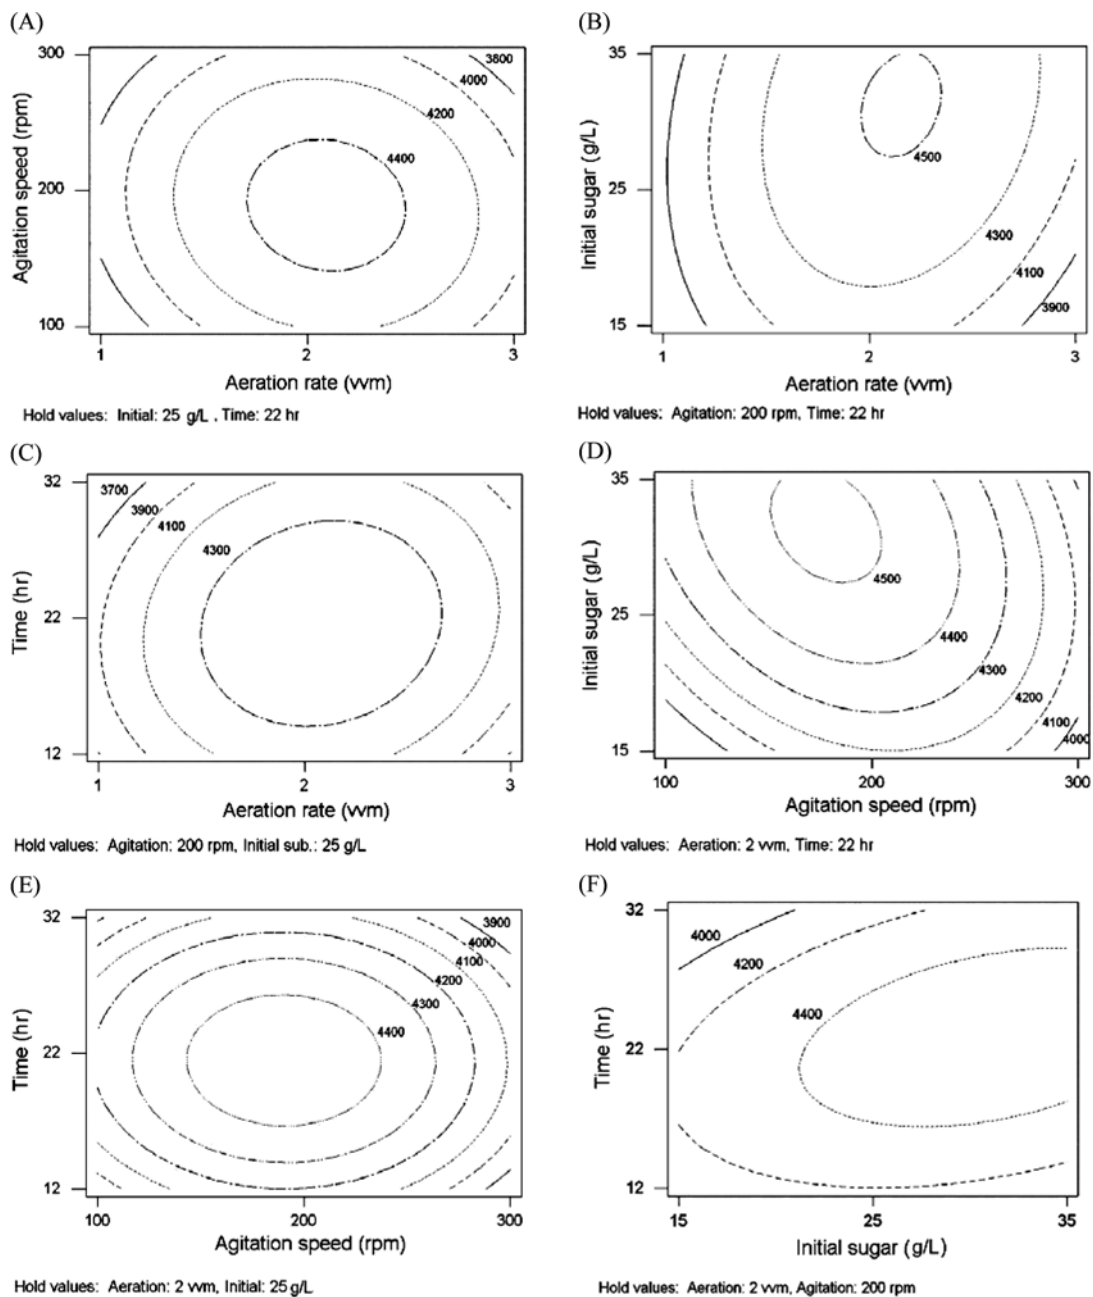 (A)
300
200
100
Agitation speed (rpm)
3800
4000
4200
4400
1 2 3
Aeration rate (vvm)
Hold values: Initial: 25 g/L , Time: 22 hr
(B)
35
25
15
Initial sugar (g/L)
4500
4300
4100
3900
1 2 3
Aeration rate (vvm)
Hold values: Agitation: 200 rpm, Time: 22 hr
(C)
32
22
12
Time (hr)
3700
3900
4100
4300
1 2 3
Aeration rate (vvm)
Hold values: Agitation: 200 rpm, Initial sub.: 25 g/L
(D)
35
25
15
Initial sugar (g/L)
4500
4400
4300
4200
4100
4000
100 200 300
Agitation speed (rpm)
Hold values: Aeration: 2 vvm, Time: 22 hr
(E)
32
22
12
Time (hr)
3900
4000
4100
4200
4300
4400
100 200 300
Agitation speed (rpm)
Hold values: Aeration: 2 vvm, Initial: 25 g/L
(F)
32
22
12
Time (hr)
4000
4200
4400
15 25 35
Initial sugar (g/L)
Hold values: Aeration: 2 vvm, Agitation: 200 rpm